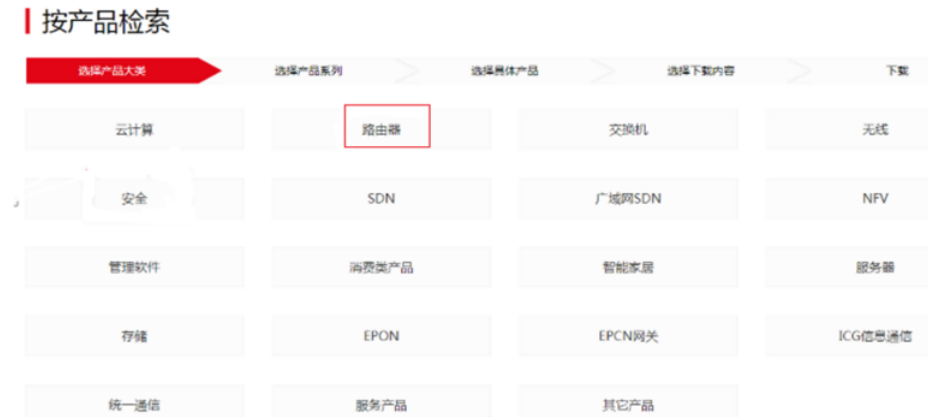 按产品检索
选择产品大类 选择产品系列 选择具体产品 选择下载内容 下载
云计算 路由器 交换机 无线
安全 SDN 广域网SDN NFV
管理软件 消费类产品 智能家居 服务器
存储 EPON EPCN网关 ICG信息通信
统一通信 服务产品 其它产品